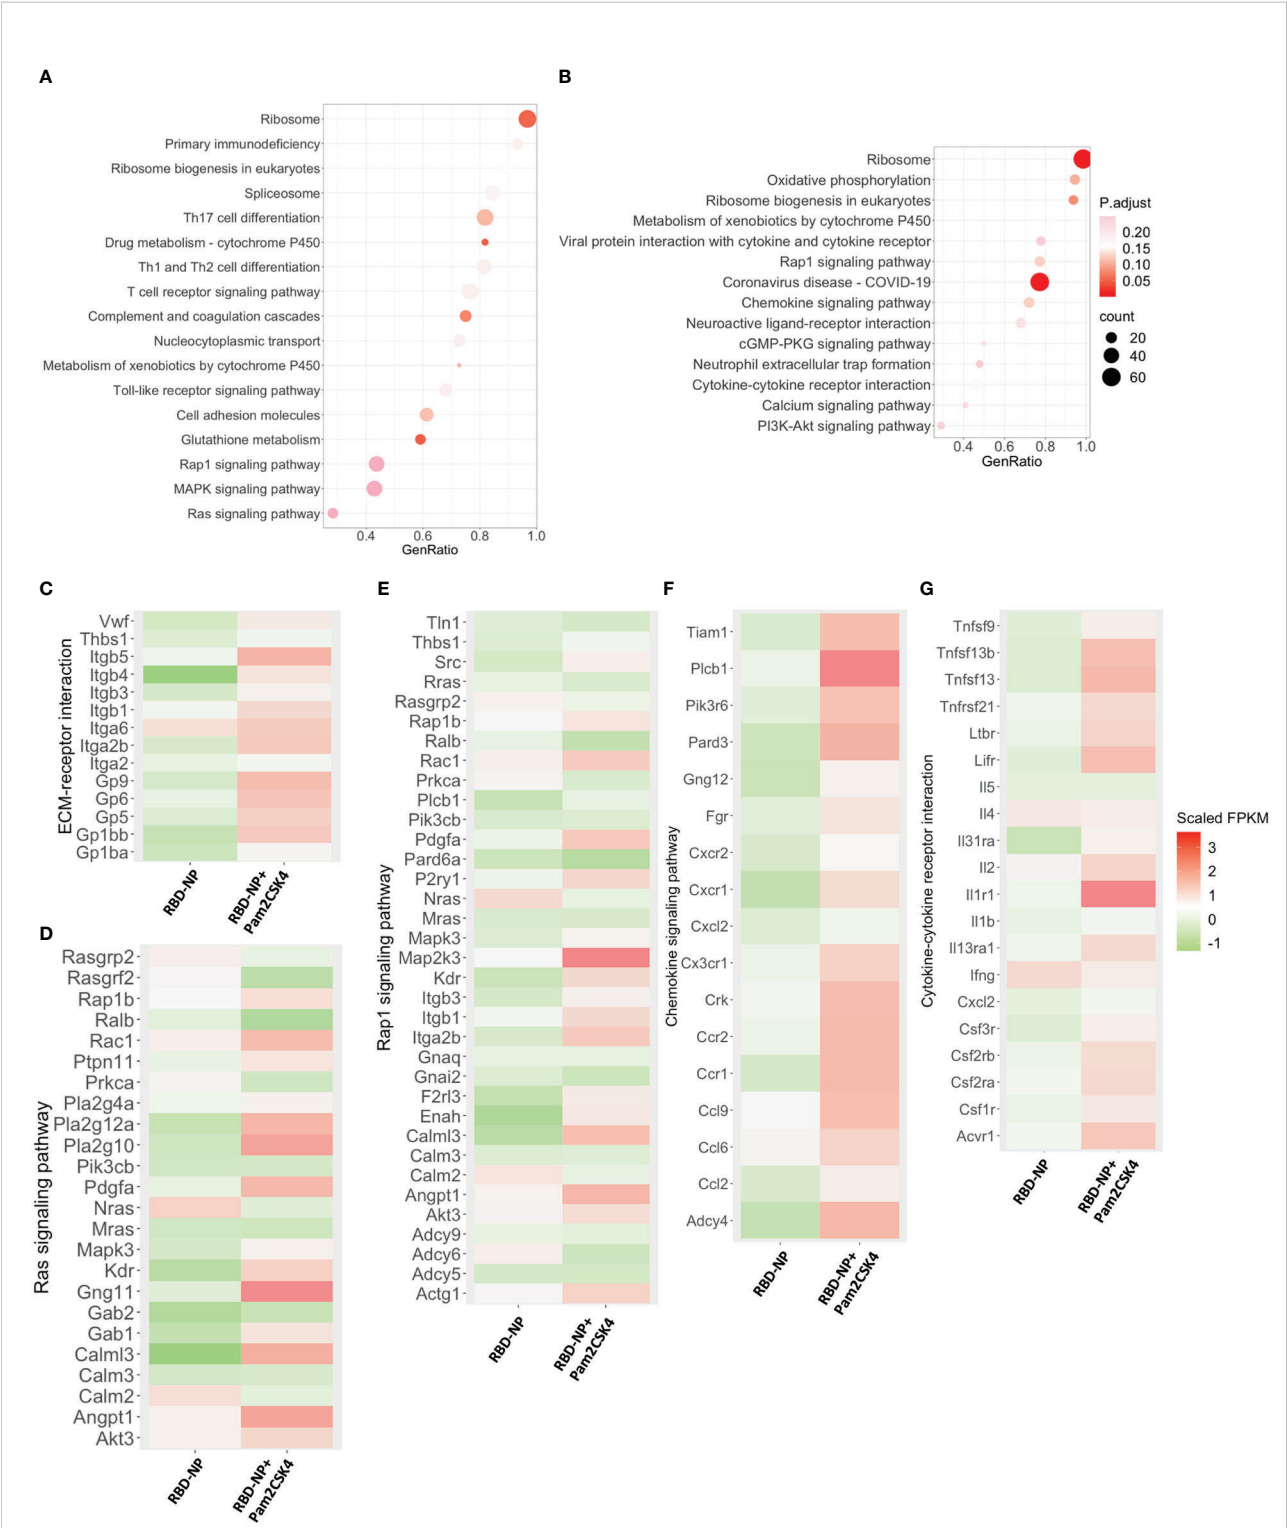 A
Ribosome
Primary immunodeficiency
Ribosome biogenesis in eukaryotes
Spliceosome
Th17 cell differentiation
Drug metabolism - cytochrome P450
Th1 and Th2 cell differentiation
T cell receptor signaling pathway
Complement and coagulation cascades
Nucleocytoplasmic transport
Metabolism of xenobiotics by cytochrome P450
Toll-like receptor signaling pathway
Cell adhesion molecules
Glutathione metabolism
Rap1 signaling pathway
MAPK signaling pathway
Ras signaling pathway
0.4 0.6 0.8 1.0
GenRatio
B
Ribosome
Oxidative phosphorylation
Ribosome biogenesis in eukaryotes
Metabolism of xenobiotics by cytochrome P450
Viral protein interaction with cytokine and cytokine receptor
Rap1 signaling pathway
Coronavirus disease - COVID-19
Chemokine signaling pathway
Neuroactive ligand-receptor interaction
cGMP-PKG signaling pathway
Neutrophil extracellular trap formation
Cytokine-cytokine receptor interaction
Calcium signaling pathway
PI3K-Akt signaling pathway
0.4 0.6 0.8 1.0
GenRatio
P.adjust
0.20
0.15
0.10
0.05
count
20
40
60
C
ECM-receptor interaction
Vwf
Thbs1
Itgb5
Itgb4
Itgb3
Itgb1
Itga6
Itga2b
Itga2
Gp9
Gp6
Gp5
Gp1bb
Gp1ba
RBD-NP
RBD-NP+
Pam2CSK4
D
Ras signaling pathway
Rasgrp2
Rasgrf2
Rap1b
Ralb
Rac1
Ptpn11
Prkca
Pla2g4a
Pla2g12a
Pla2g10
Pik3cb
Pdgfa
Nras
Mras
Mapk3
Kdr
Gng11
Gab2
Gab1
Calml3
Calm3
Calm2
Angpt1
Akt3
RBD-NP
RBD-NP+
Pam2CSK4
E
Rap1 signaling pathway
Tln1
Thbs1
Src
Rras
Rasgrp2
Rap1b
Ralb
Rac1
Prkca
Plcb1
Pik3cb
Pdgfa
Pard6a
P2ry1
Nras
Mras
Mapk3
Map2k3
Kdr
Itgb3
Itgb1
Itga2b
Gnaq
Gnai2
F2rl3
Enah
Calml3
Calm3
Calm2
Angpt1
Akt3
Adcy9
Adcy6
Adcy5
Actg1
RBD-NP
RBD-NP+
Pam2CSK4
F
Chemokine signaling pathway
Tiam1
Plcb1
Pik3r6
Pard3
Gng12
Fgr
Cxcr2
Cxcr1
Cxcl2
Cx3cr1
Crk
Ccr2
Ccr1
Ccl9
Ccl6
Ccl2
Adcy4
RBD-NP
RBD-NP+
Pam2CSK4
G
Cytokine-cytokine receptor interaction
Tnfsf9
Tnfsf13b
Tnfsf13
Tnfrsf21
Ltbr
Lifr
Il5
Il4
Il31ra
Il2
Il1r1
Il1b
Il13ra1
Ifng
Cxcl2
Csf3r
Csf2rb
Csf2ra
Csf1r
Acvr1
RBD-NP
RBD-NP+
Pam2CSK4
Scaled FPKM
3
2
1
0
-1